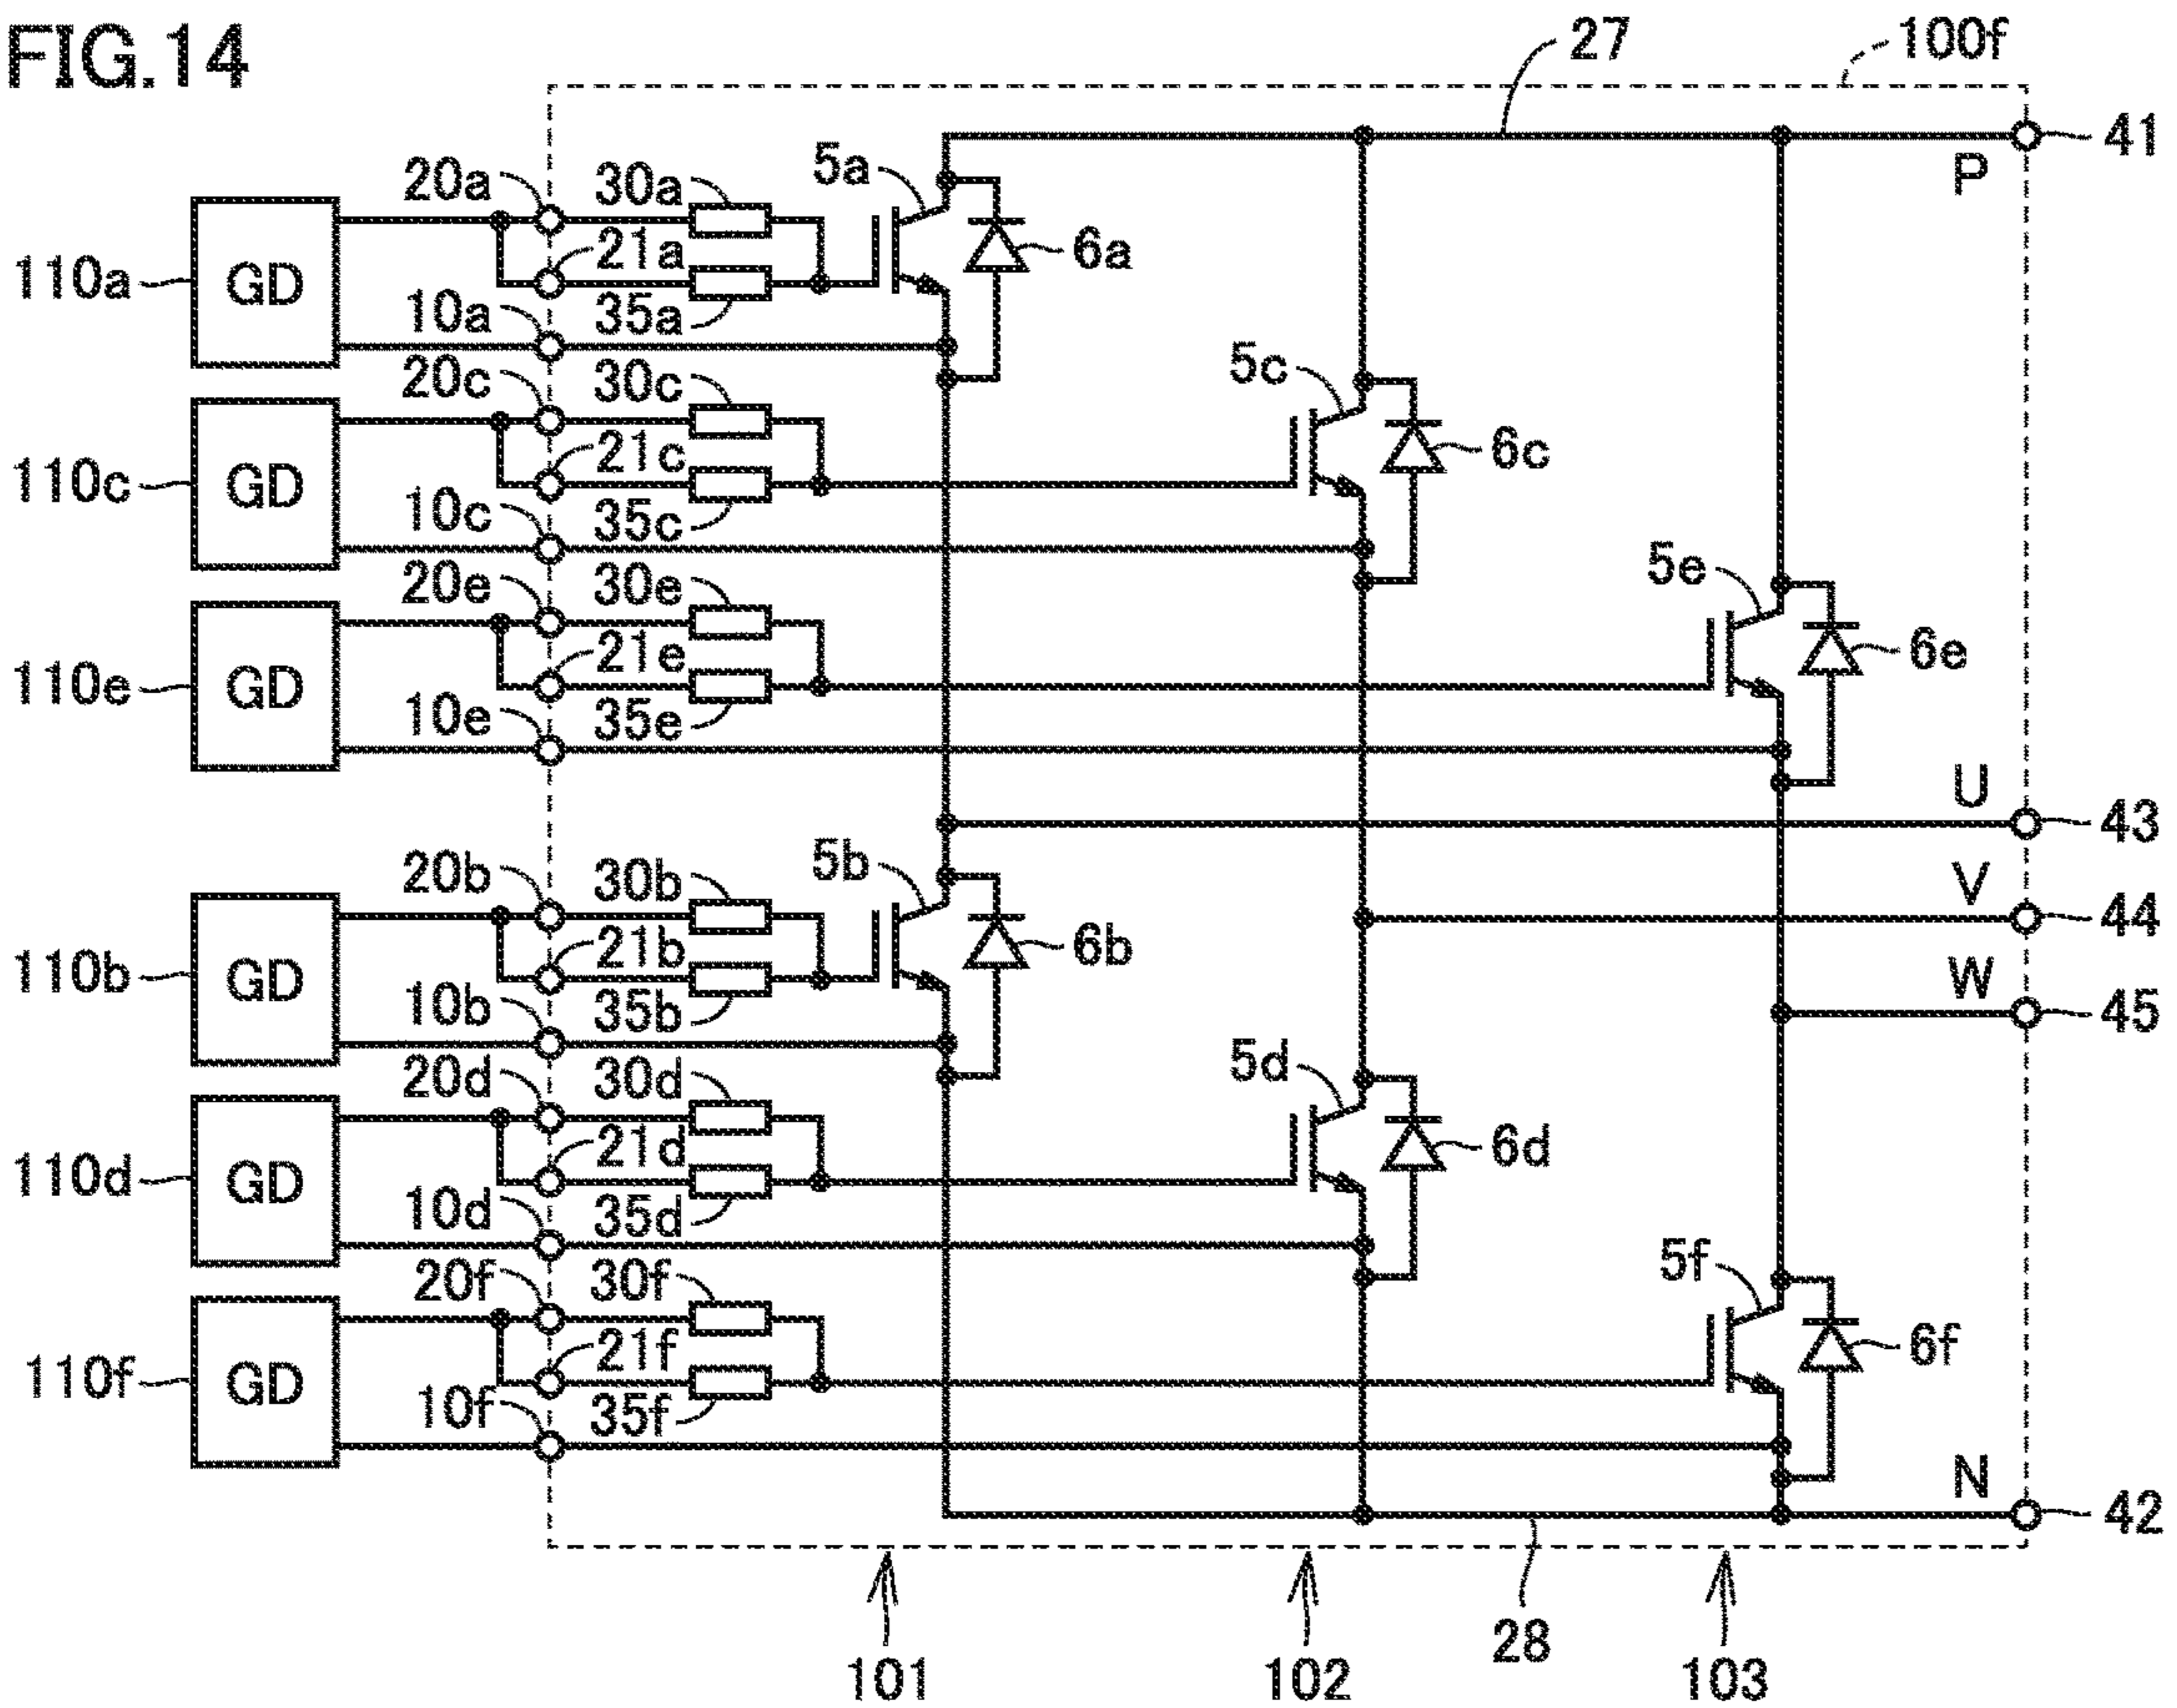 FIG.14
27
100f
41
P
20a
30a
5a
21a
6a
110a
GD
10a
35a
20c
30c
5c
21c
6c
110c
GD
10c
35c
20e
30e
5e
21e
6e
110e
GD
10e
35e
U
43
20b
30b
5b
V
44
21b
6b
110b
GD
W
45
10b
35b
20d
30d
5d
21d
6d
110d
GD
10d
35d
20f
30f
5f
21f
6f
110f
GD
10f
35f
N
42
28
101
102
103